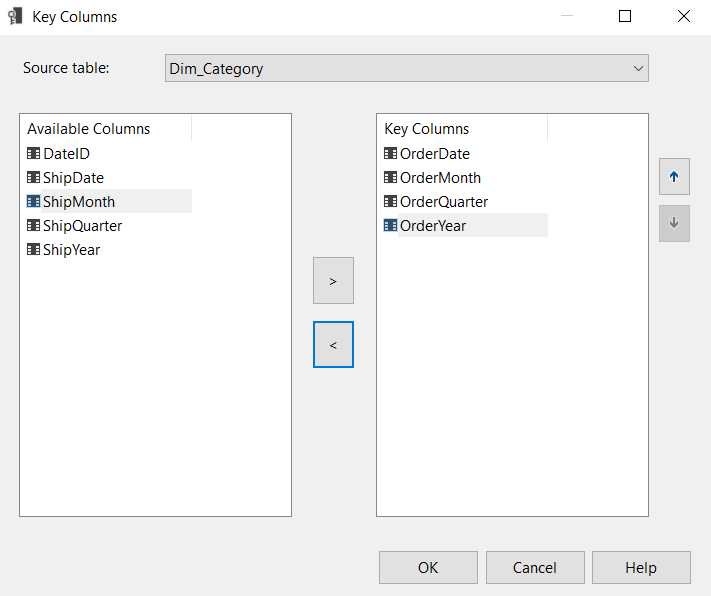 Key Columns
Source table: Dim_Category
Available Columns
DateID
ShipDate
ShipMonth
ShipQuarter
ShipYear
>
<
Key Columns
OrderDate
OrderMonth
OrderQuarter
OrderYear
OK Cancel Help